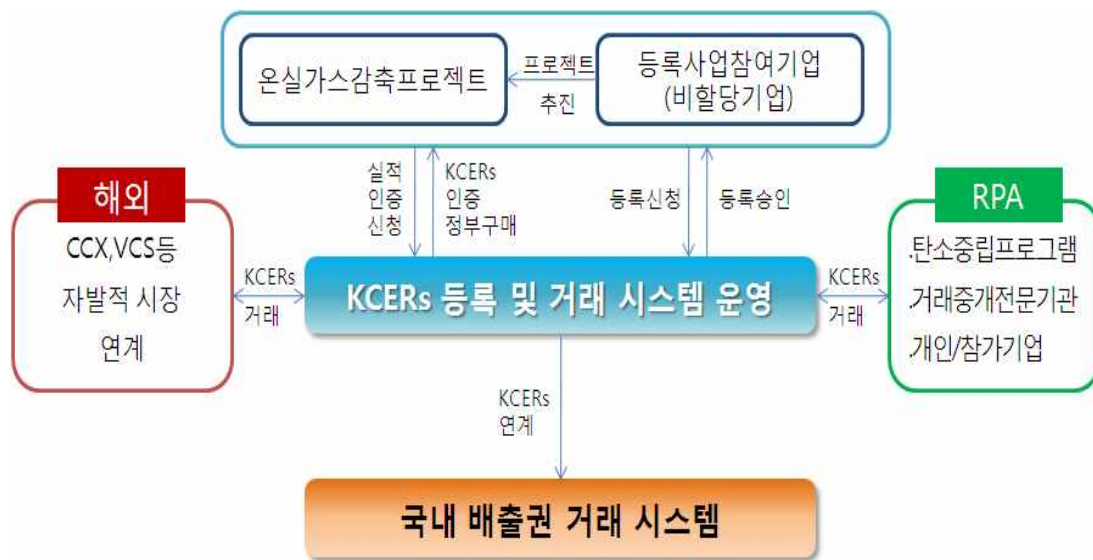 온실가스감축프로젝트
프로젝트
추진
등록사업참여기업
(비할당기업)
실적
인증
신청
KCERs
인증
정부구매
등록신청
등록승인
해외
CCX,VCS등
자발적 시장
연계
KCERs
거래
KCERs 등록 및 거래 시스템 운영
KCERs
거래
RPA
.탄소중립프로그램
.거래중개전문기관
.개인/참가기업
KCERs
연계
국내 배출권 거래 시스템